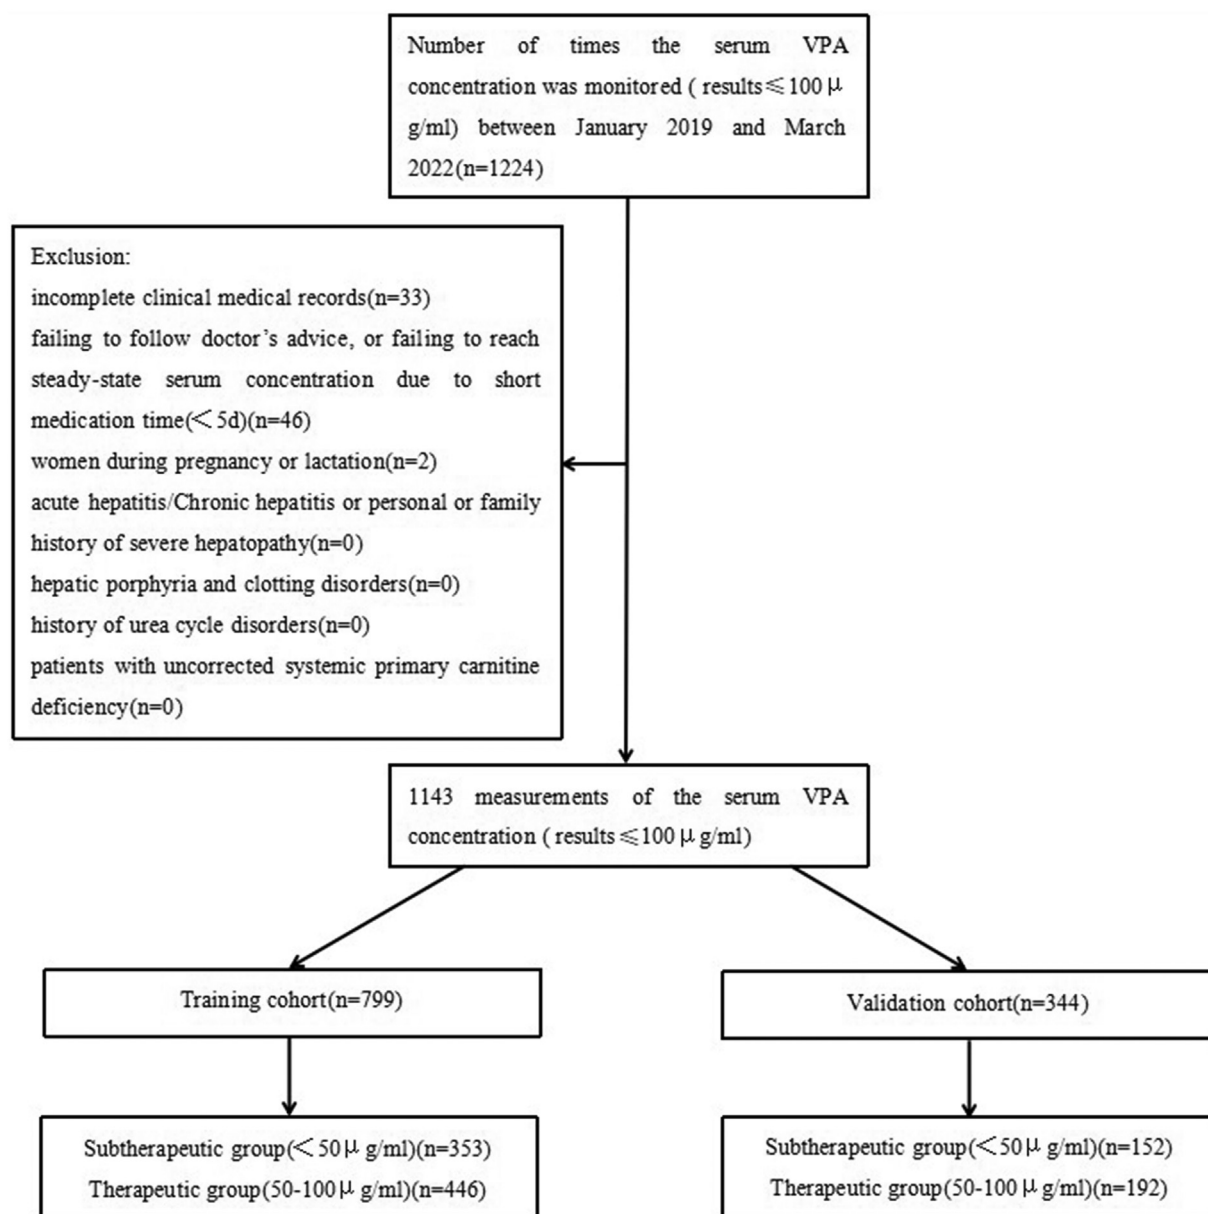 Number of times the serum VPA
concentration was monitored ( results≤100 μ
g/ml) between January 2019 and March
2022(n=1224)
Exclusion:
incomplete clinical medical records(n=33)
failing to follow doctor’s advice, or failing to reach
steady-state serum concentration due to short
medication time(<5d)(n=46)
women during pregnancy or lactation(n=2)
acute hepatitis/Chronic hepatitis or personal or family
history of severe hepatopathy(n=0)
hepatic porphyria and clotting disorders(n=0)
history of urea cycle disorders(n=0)
patients with uncorrected systemic primary carnitine
deficiency(n=0)
1143 measurements of the serum VPA
concentration ( results≤100 μ g/ml)
Training cohort(n=799)
Validation cohort(n=344)
Subtherapeutic group(<50μ g/ml)(n=353)
Therapeutic group(50-100μ g/ml)(n=446)
Subtherapeutic group(<50μ g/ml)(n=152)
Therapeutic group(50-100μ g/ml)(n=192)